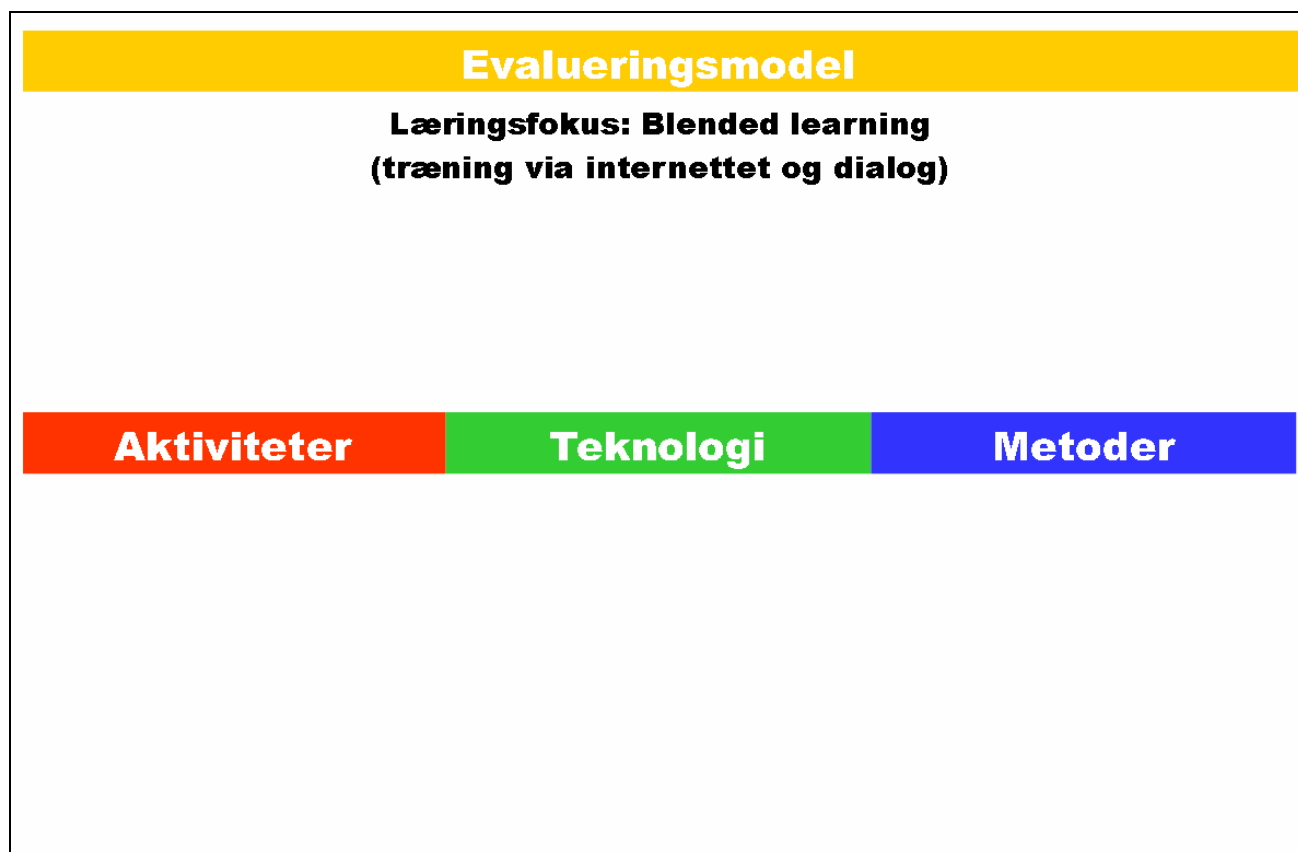 Evalueringsmodel
Læringsfokus: Blended learning
(træning via internettet og dialog)
Aktiviteter
Teknologi
Metoder